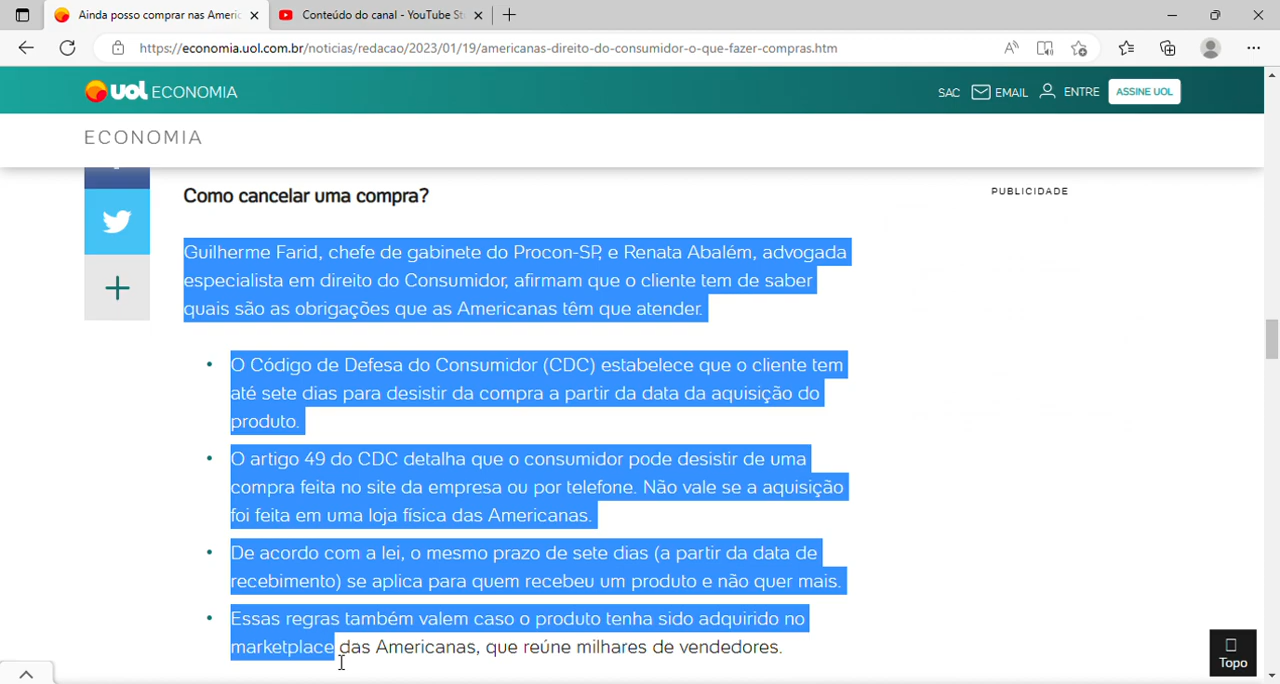 Ainda posso comprar nas Americ
Conteúdo do canal - YouTube St
https://economia.uol.com.br/noticias/redacao/2023/01/19/americanas-direito-do-consumidor-o-que-fazer-compras.htm
uol ECONOMIA
SAC EMAIL ENTRE ASSINE UOL
ECONOMIA
Como cancelar uma compra?
PUBLICIDADE
Guilherme Farid, chefe de gabinete do Procon-SP, e Renata Abalém, advogada
especialista em direito do Consumidor, afirmam que o cliente tem de saber
quais são as obrigações que as Americanas têm que atender.
• O Código de Defesa do Consumidor (CDC) estabelece que o cliente tem
até sete dias para desistir da compra a partir da data da aquisição do
produto.
• O artigo 49 do CDC detalha que o consumidor pode desistir de uma
compra feita no site da empresa ou por telefone. Não vale se a aquisição
foi feita em uma loja física das Americanas.
• De acordo com a lei, o mesmo prazo de sete dias (a partir da data de
recebimento) se aplica para quem recebeu um produto e não quer mais.
• Essas regras também valem caso o produto tenha sido adquirido no
marketplace das Americanas, que reúne milhares de vendedores.
Topo